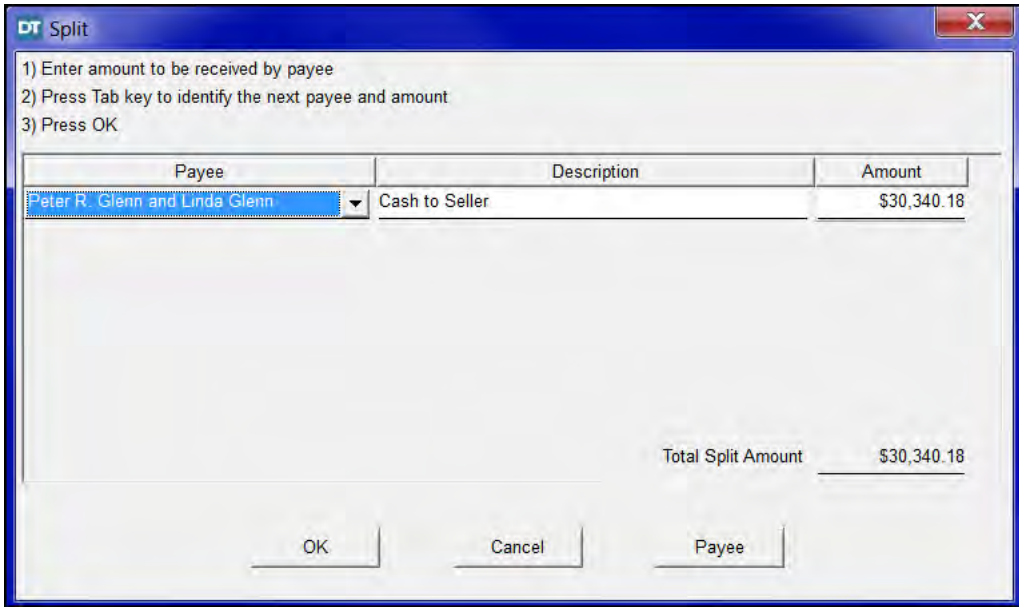 DT Split
X
1) Enter amount to be received by payee
2) Press Tab key to identify the next payee and amount
3) Press OK
Payee Description Amount
Peter R. Glenn and Linda Glenn Cash to Seller $30,340.18
Total Split Amount $30,340.18
OK Cancel Payee